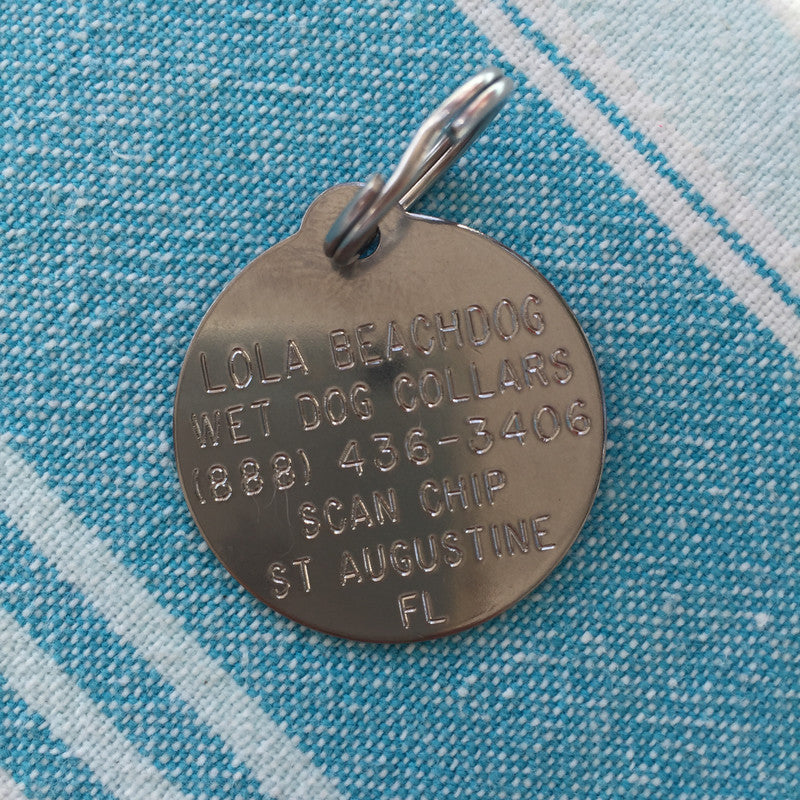 LOLA BEACHDOG
WET DOG COLLARS
(888) 436-3406
SCAN CHIP
ST AUGUSTINE
FL